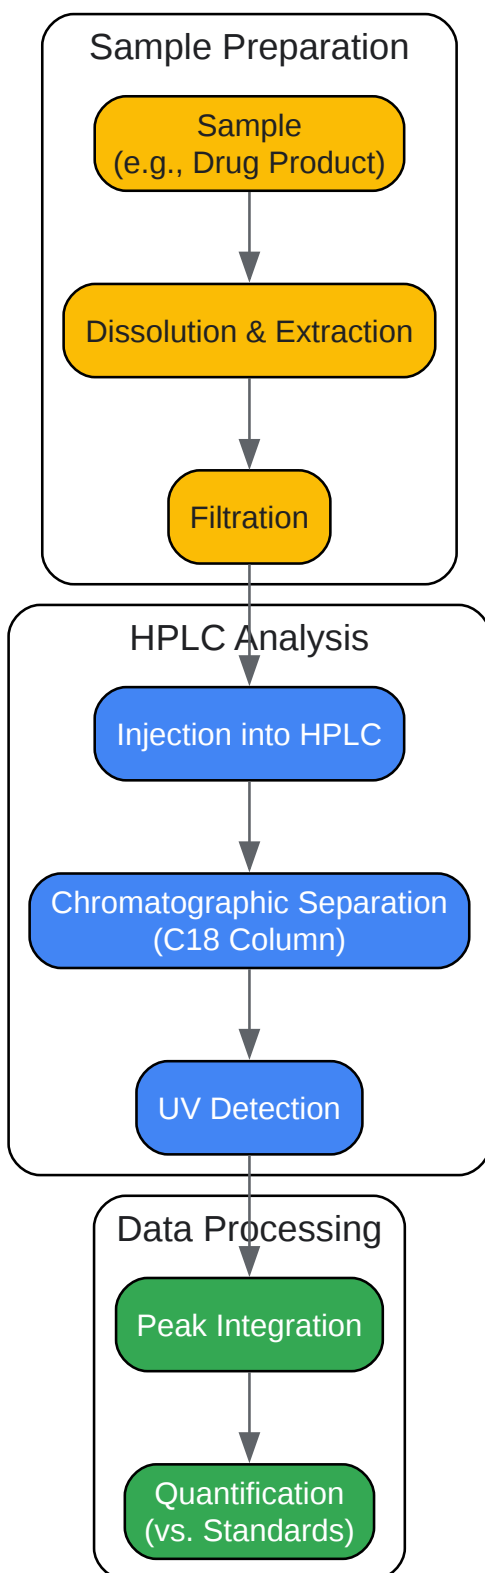 Sample Preparation
Sample
(e.g., Drug Product)
Dissolution & Extraction
Filtration
HPLC Analysis
Injection into HPLC
Chromatographic Separation
(C18 Column)
UV Detection
Data Processing
Peak Integration
Quantification
(vs. Standards)